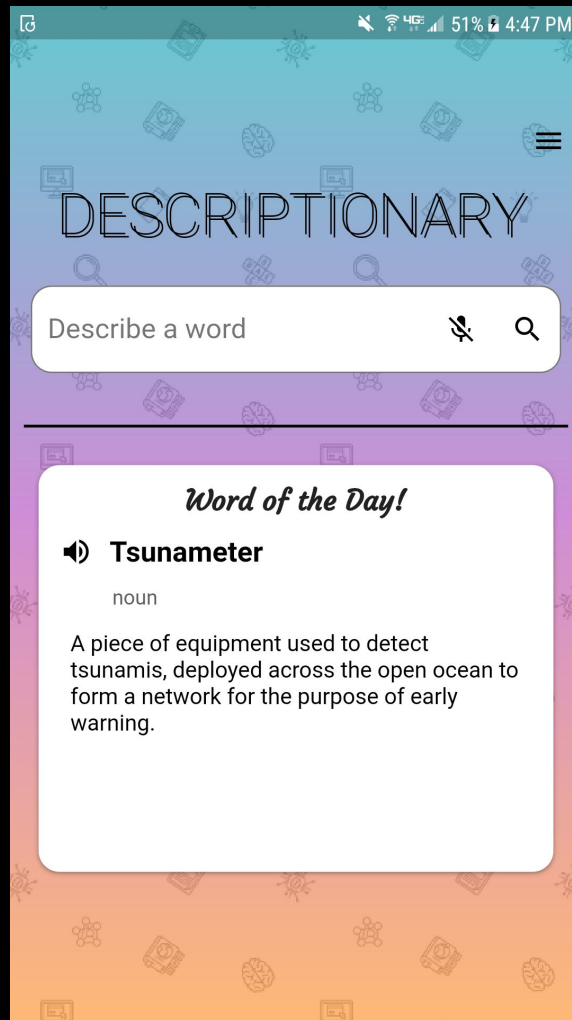 4G 51% 4:47 PM
DESCRIPTIONARY
Describe a word
Word of the Day!
Tsunameter
noun
A piece of equipment used to detect
tsunamis, deployed across the open ocean to
form a network for the purpose of early
warning.